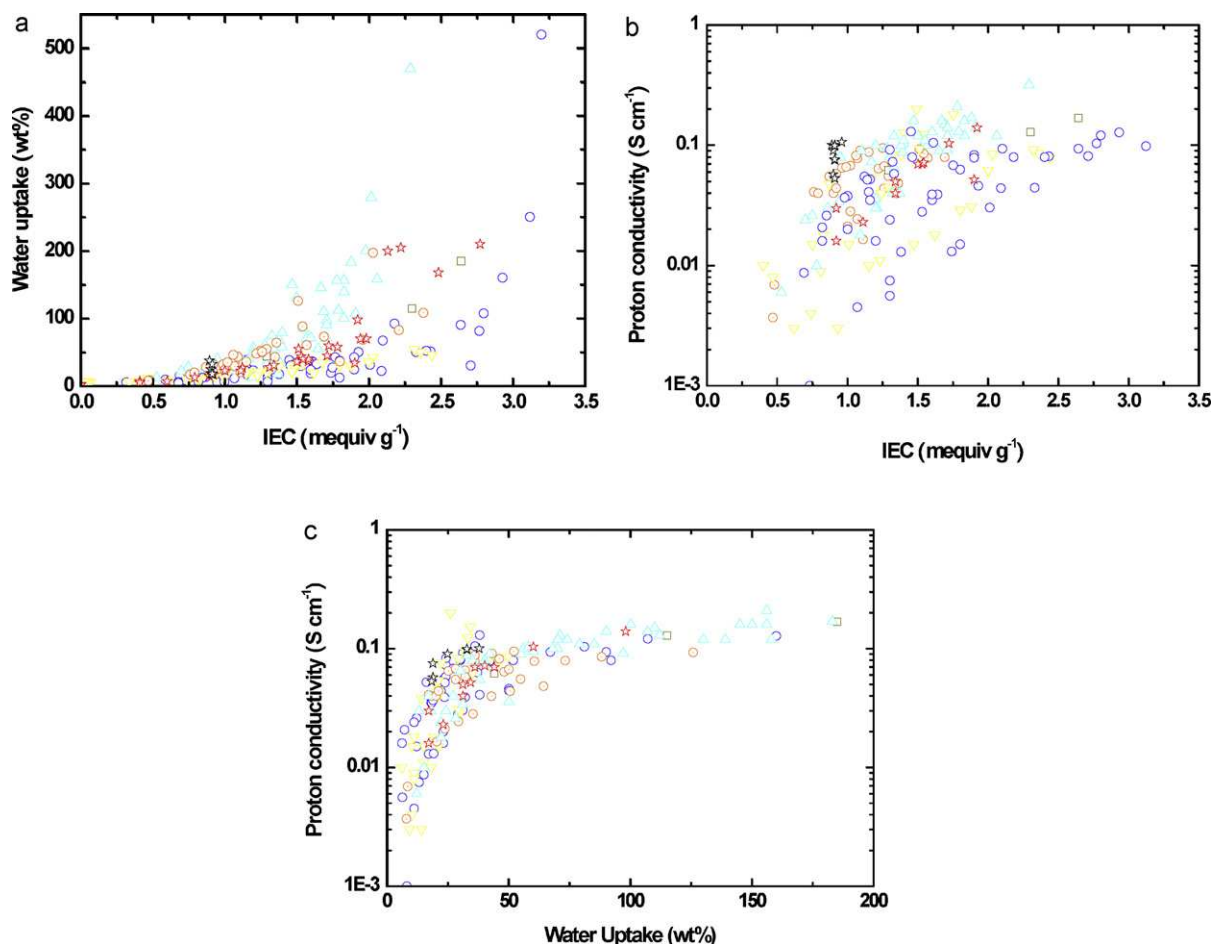 a
500
400
300
200
100
0
Water uptake (wt%)
0.0 0.5 1.0 1.5 2.0 2.5 3.0 3.5
IEC (mequiv g⁻¹)
b
1
0.1
0.01
1E-3
Proton conductivity (S cm⁻¹)
0.0 0.5 1.0 1.5 2.0 2.5 3.0 3.5
IEC (mequiv g⁻¹)
c
1
0.1
0.01
1E-3
Proton conductivity (S cm⁻¹)
0 50 100 150 200
Water Uptake (wt%)